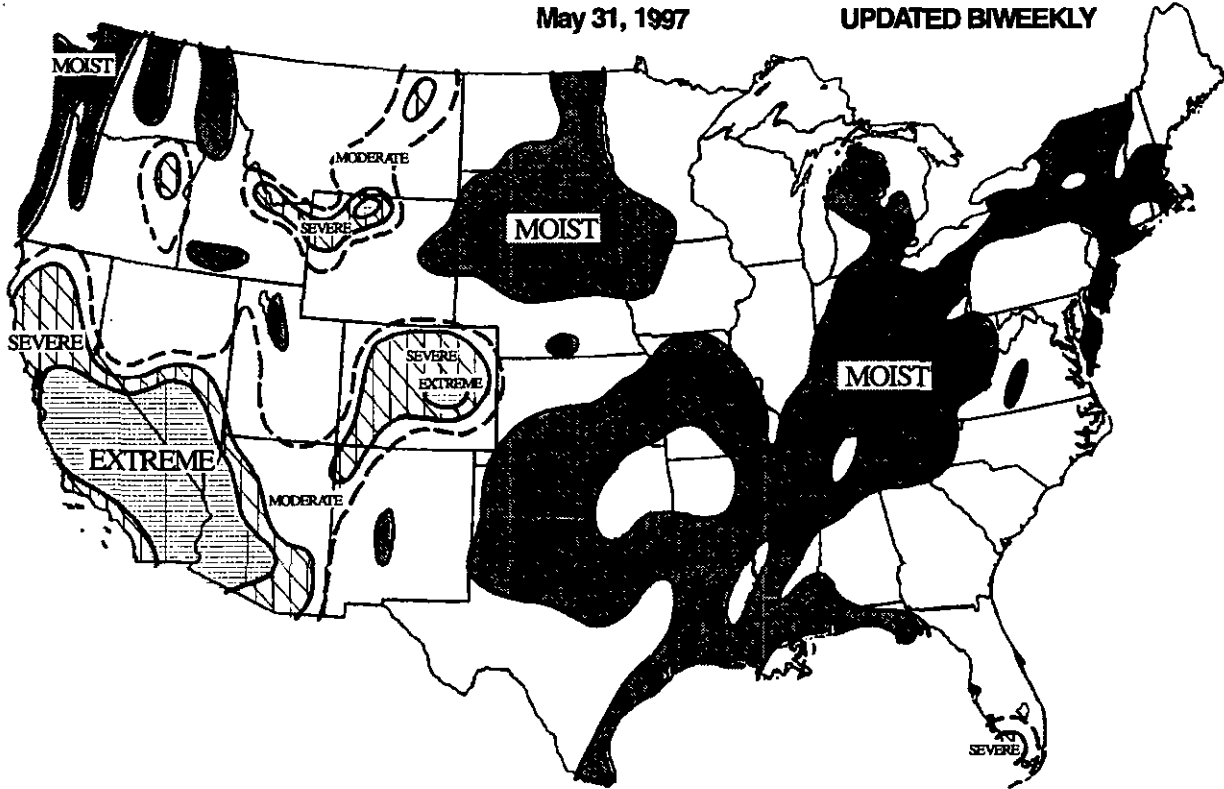 May 31, 1997
UPDATED BIWEEKLY
MOIST
MODERATE
SEVERE
MOIST
SEVERE
SEVERE
EXTREME
MOIST
EXTREME
MODERATE
SEVERE